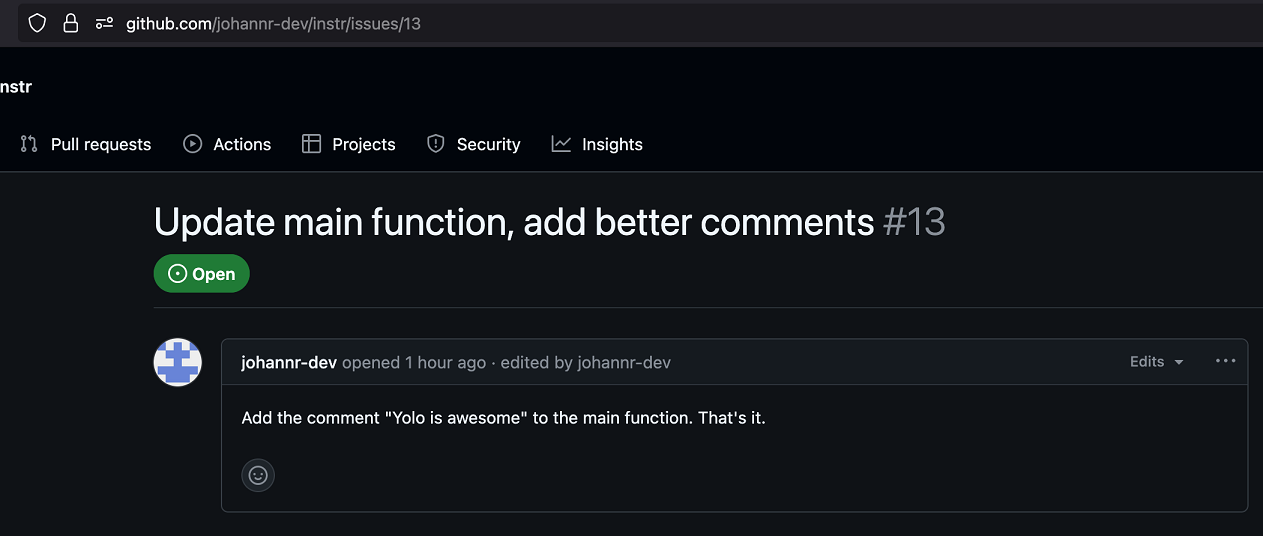 github.com/johannr-dev/instr/issues/13
nstr
Pull requests Actions Projects Security Insights
Update main function, add better comments #13
Open
johannr-dev opened 1 hour ago · edited by johannr-dev Edits
Add the comment "Yolo is awesome" to the main function. That's it.